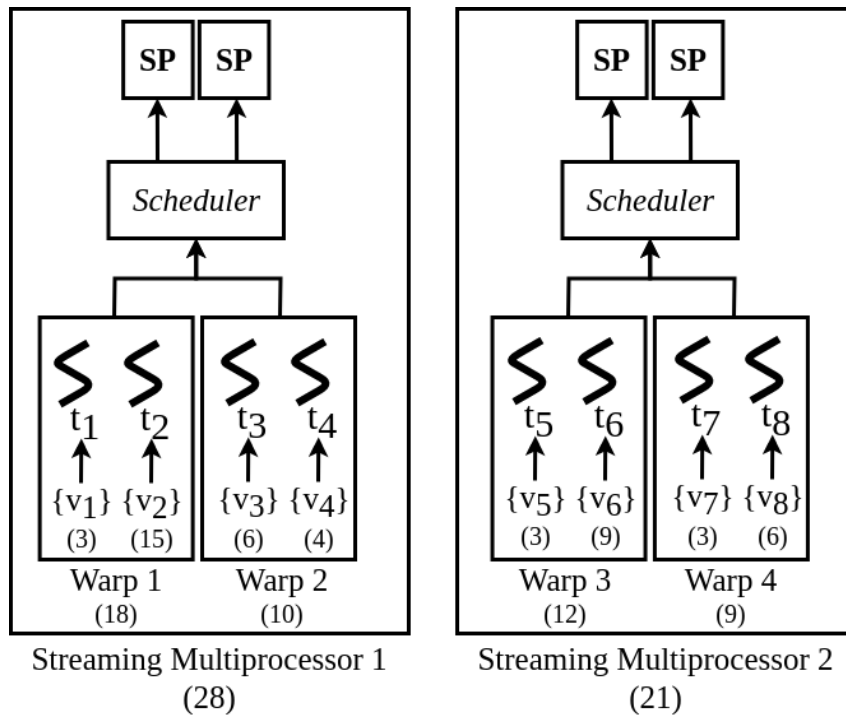 SP SP
Scheduler
t1 t2 t3 t4
{v1} {v2} {v3} {v4}
(3) (15) (6) (4)
Warp 1 Warp 2
(18) (10)
Streaming Multiprocessor 1
(28)
SP SP
Scheduler
t5 t6 t7 t8
{v5} {v6} {v7} {v8}
(3) (9) (3) (6)
Warp 3 Warp 4
(12) (9)
Streaming Multiprocessor 2
(21)